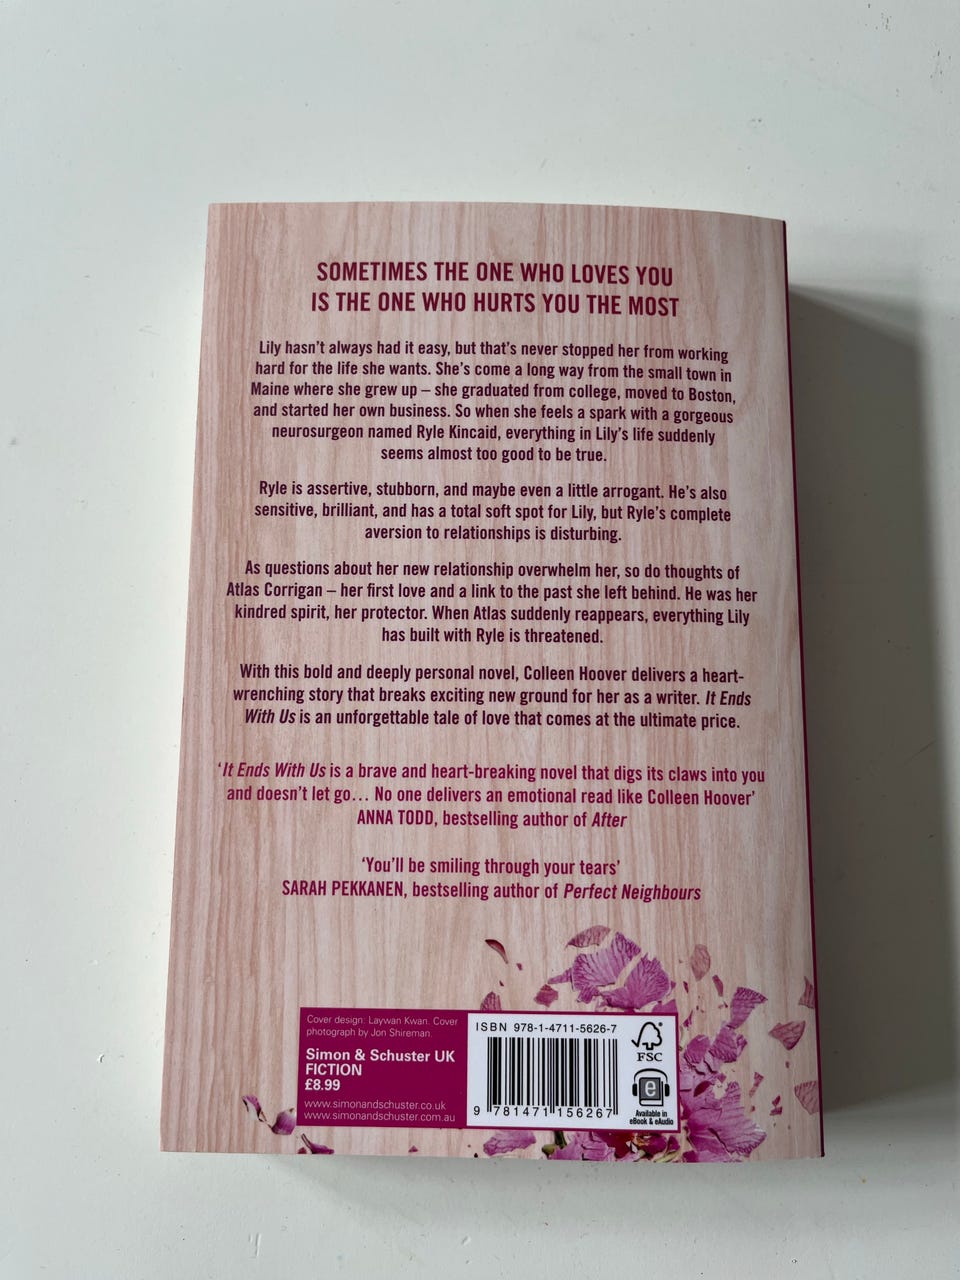 SOMETIMES THE ONE WHO LOVES YOU
IS THE ONE WHO HURTS YOU THE MOST
Lily hasn't always had it easy, but that's never stopped her from working
hard for the life she wants. She's come a long way from the small town in
Maine where she grew up – she graduated from college, moved to Boston,
and started her own business. So when she feels a spark with a gorgeous
neurosurgeon named Ryle Kincaid, everything in Lily's life suddenly
seems almost too good to be true.
Ryle is assertive, stubborn, and maybe even a little arrogant. He's also
sensitive, brilliant, and has a total soft spot for Lily, but Ryle's complete
aversion to relationships is disturbing.
As questions about her new relationship overwhelm her, so do thoughts of
Atlas Corrigan – her first love and a link to the past she left behind. He was her
kindred spirit, her protector. When Atlas suddenly reappears, everything Lily
has built with Ryle is threatened.
With this bold and deeply personal novel, Colleen Hoover delivers a heart-
wrenching story that breaks exciting new ground for her as a writer. It Ends
With Us is an unforgettable tale of love that comes at the ultimate price.
'It Ends With Us is a brave and heart-breaking novel that digs its claws into you
and doesn't let go… No one delivers an emotional read like Colleen Hoover'
ANNA TODD, bestselling author of After
'You'll be smiling through your tears'
SARAH PEKKANEN, bestselling author of Perfect Neighbours
Cover design: Laywan Kwan. Cover
photograph by Jon Shireman.
Simon & Schuster UK
FICTION
£8.99
www.simonandschuster.co.uk
www.simonandschuster.com.au
ISBN 978-1-4711-5626-7
9 781471 156267
FSC
e
Available in
eBook & eAudio